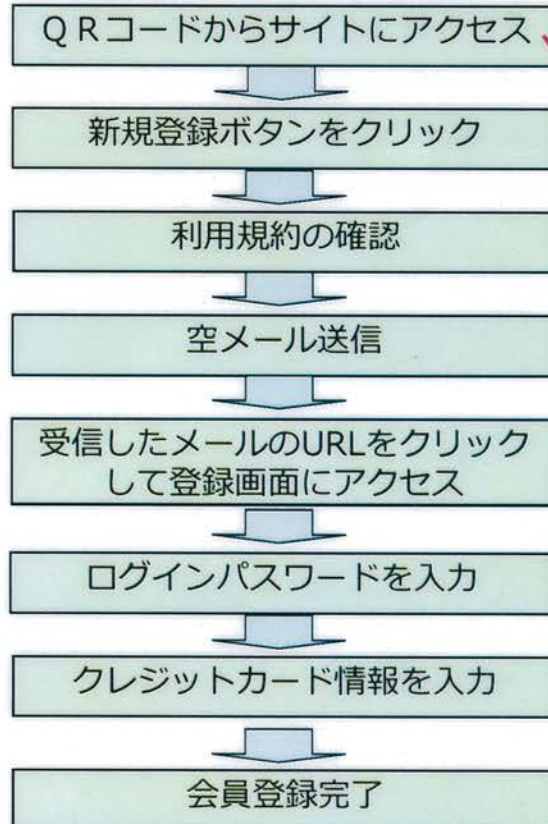 QRコードからサイトにアクセス
新規登録ボタンをクリック
利用規約の確認
空メール送信
受信したメールのURLをクリック
して登録画面にアクセス
ログインパスワードを入力
クレジットカード情報を入力
会員登録完了